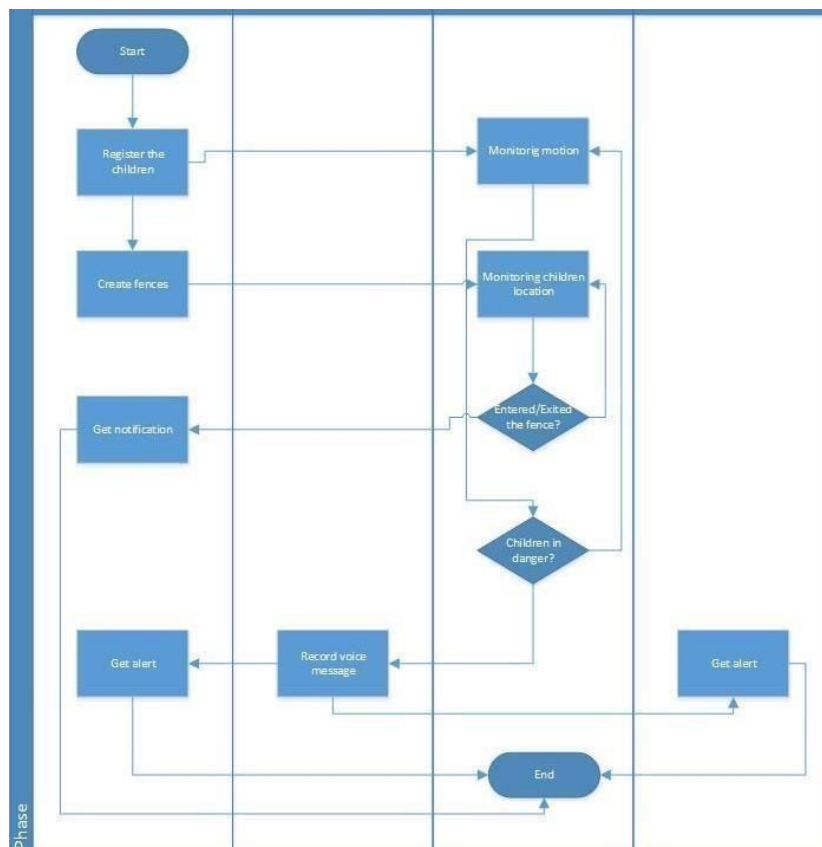 Start
Register the
children
Monitorig motion
Create fences
Monitoring children
location
Get notification
Entered/Exited
the fence?
Children in
danger?
Get alert
Record voice
message
Get alert
End
Phase